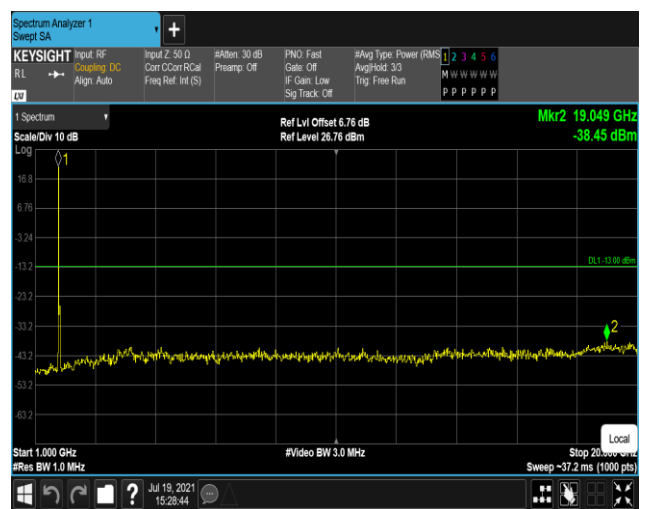 Spectrum Analyzer 1
Swept SA
+
KEYSIGHT
RL
LXI
Input: RF
Coupling: DC
Align: Auto
Input Z: 50 Ω
Corr CCorr RCal
Freq Ref: Int (S)
#Atten: 30 dB
Preamp: Off
PNO: Fast
Gate: Off
IF Gain: Low
Sig Track: Off
#Avg Type: Power (RMS
Avg|Hold: 3/3
Trig: Free Run
1 2 3 4 5 6
M W W W W W
P P P P P P
1 Spectrum
Scale/Div 10 dB
Log
Ref Lvl Offset 6.76 dB
Ref Level 26.76 dBm
Mkr2 19.049 GHz
-38.45 dBm
1
16.8
6.76
-3.24
-13.2
DL1 -13.00 dBm
-23.2
-33.2
2
-43.2
-53.2
-63.2
Local
Start 1.000 GHz
#Res BW 1.0 MHz
#Video BW 3.0 MHz
Stop 20.000 GHz
Sweep ~37.2 ms (1000 pts)
?
Jul 19, 2021
15:28:44